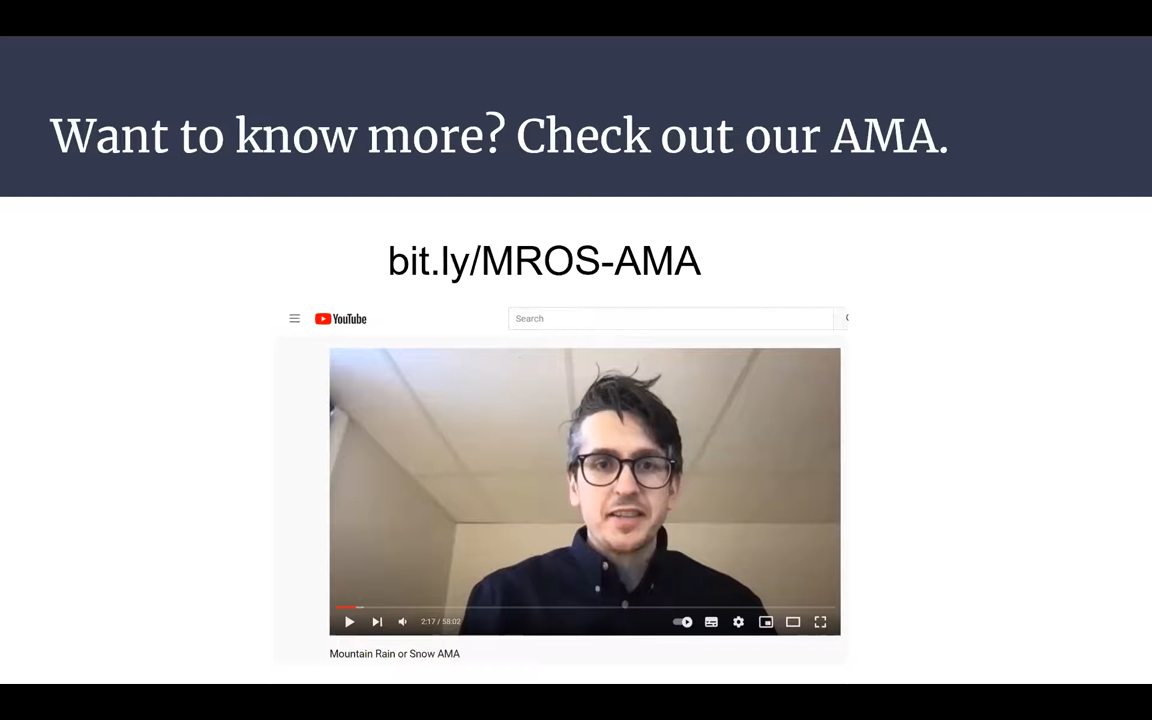 Want to know more? Check out our AMA.
bit.ly/MROS-AMA
YouTube
Search
2:17 / 58:02
Mountain Rain or Snow AMA